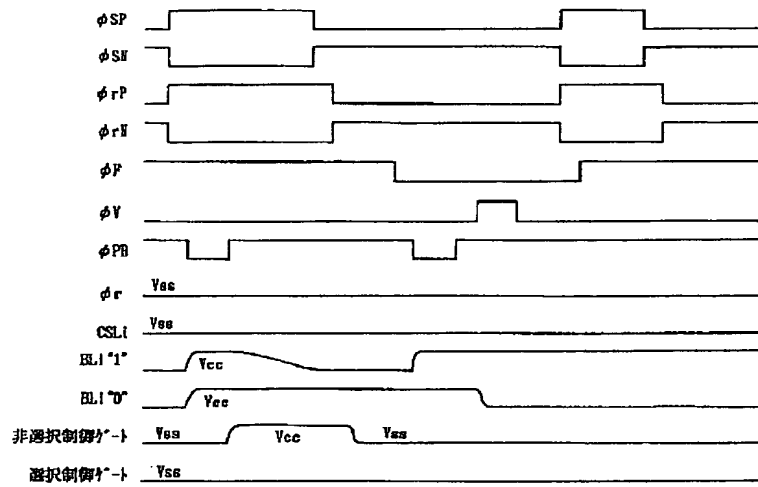 φSP
φSN
φrP
φrN
φF
φV
φPB
φr Vss
CSLi Vss
BLi"1" Vcc
BLi"0" Vcc
非選択制御ゲート Vss Vcc Vss
選択制御ゲート Vss